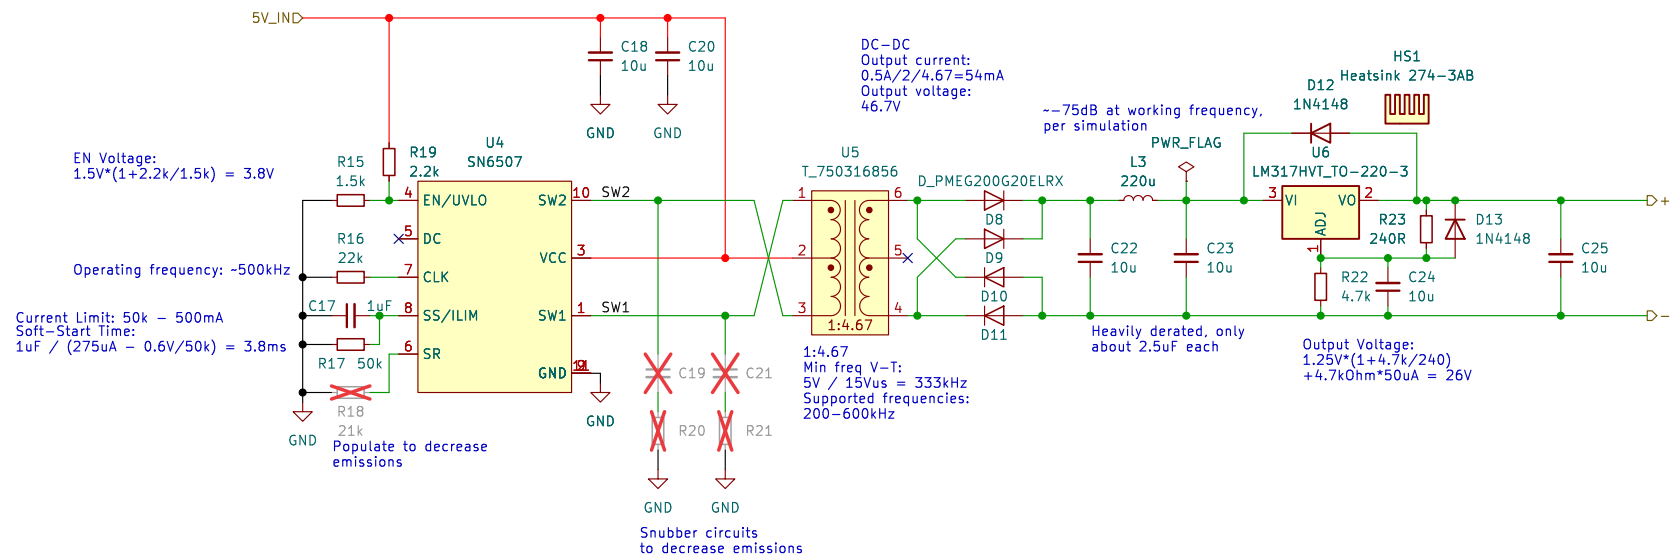 5V_IN
C18
10u
C20
10u
GND
GND
DC-DC
Output current:
0.5A/2/4.67=54mA
Output voltage:
46.7V
~-75dB at working frequency,
per simulation
HS1
Heatsink 274-3AB
D12
1N4148
PWR_FLAG
EN Voltage:
1.5V*(1+2.2k/1.5k) = 3.8V
R15
1.5k
R19
2.2k
U4
SN6507
4
EN/UVLO
5
DC
7
CLK
8
SS/ILIM
6
SR
SW2
10
SW2
VCC
3
SW1
1
SW1
GND
11
GND
R16
22k
Operating frequency: ~500kHz
C17
1uF
Current Limit: 50k - 500mA
Soft-Start Time:
1uF / (275uA - 0.6V/50k) = 3.8ms
R17
50k
R18
21k
GND
Populate to decrease
emissions
C19
C21
R20
R21
GND
GND
Snubber circuits
to decrease emissions
U5
T_750316856
1
2
3
6
5
4
1:4.67
1:4.67
Min freq V-T:
5V / 15Vus = 333kHz
Supported frequencies:
200-600kHz
D_PMEG200G20ELRX
D8
D9
D10
D11
L3
220u
C22
10u
C23
10u
Heavily derated, only
about 2.5uF each
U6
LM317HVT_TO-220-3
3
VI
VO
2
ADJ
1
R23
240R
D13
1N4148
R22
4.7k
C24
10u
C25
10u
+
-
Output Voltage:
1.25V*(1+4.7k/240)
+4.7kOhm*50uA = 26V